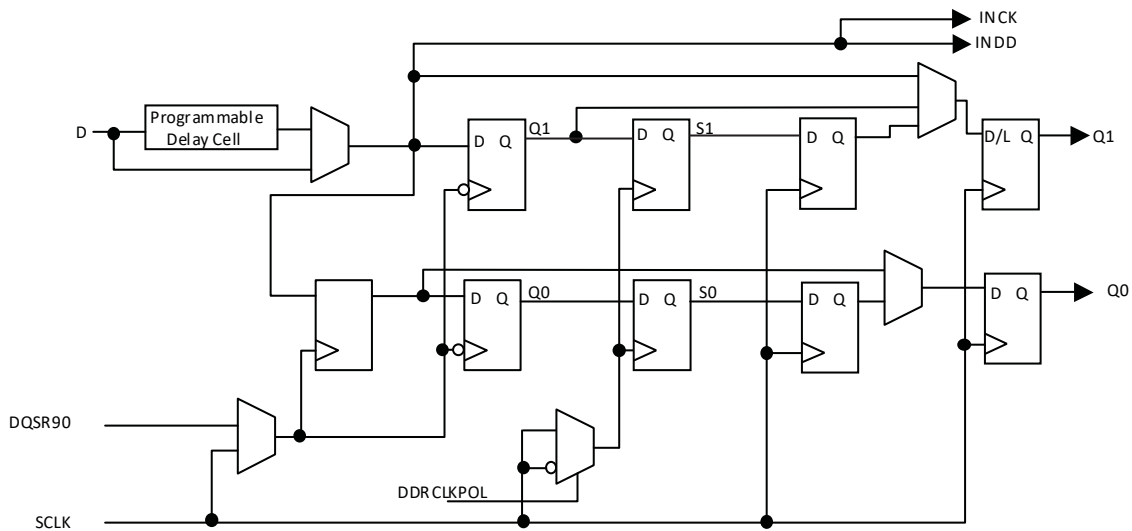 INCK
INDD
D
Programmable
Delay Cell
D Q
Q1
D Q
S1
D Q
D/L Q
Q1
D Q
Q0
D Q
S0
D Q
D Q
Q0
DQSR90
DDRCLKPOL
SCLK